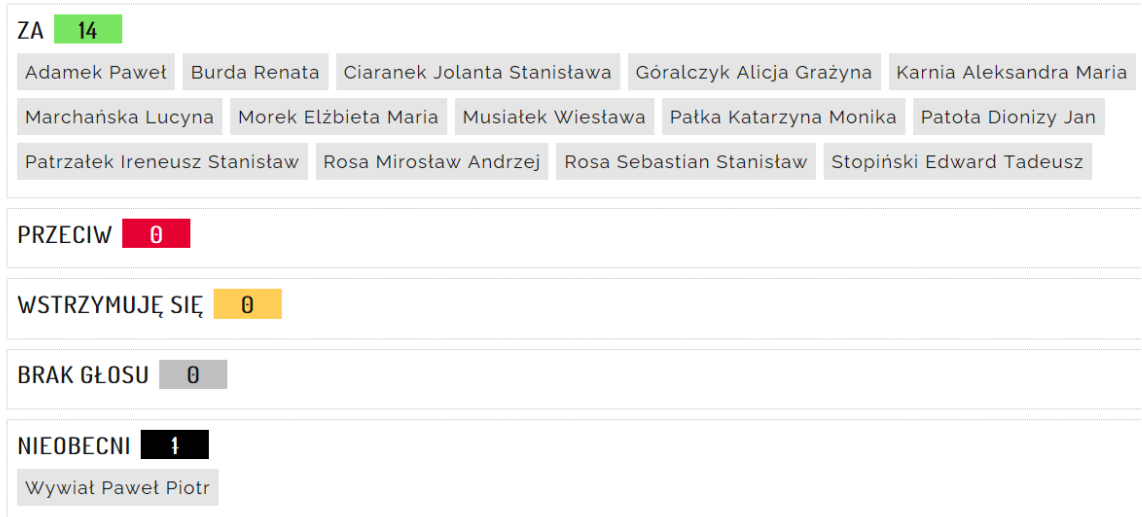 ZA 14
Adamek Paweł Burda Renata Ciaranek Jolanta Stanisława Góralczyk Alicja Grażyna Karnia Aleksandra Maria
Marchańska Lucyna Morek Elżbieta Maria Musiałek Wiesława Pałka Katarzyna Monika Patoła Dionizy Jan
Patrzałek Ireneusz Stanisław Rosa Mirosław Andrzej Rosa Sebastian Stanisław Stopiński Edward Tadeusz
PRZECIW 0
WSTRZYMUJĘ SIĘ 0
BRAK GŁOSU 0
NIEOBECNI 1
Wywiał Paweł Piotr